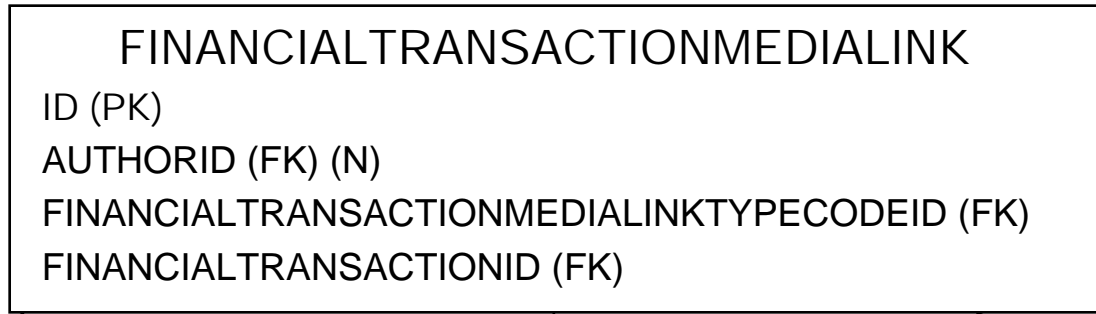 FINANCIALTRANSACTIONMEDIALINK
ID (PK)
AUTHORID (FK) (N)
FINANCIALTRANSACTIONMEDIALINKTYPECODEID (FK)
FINANCIALTRANSACTIONID (FK)